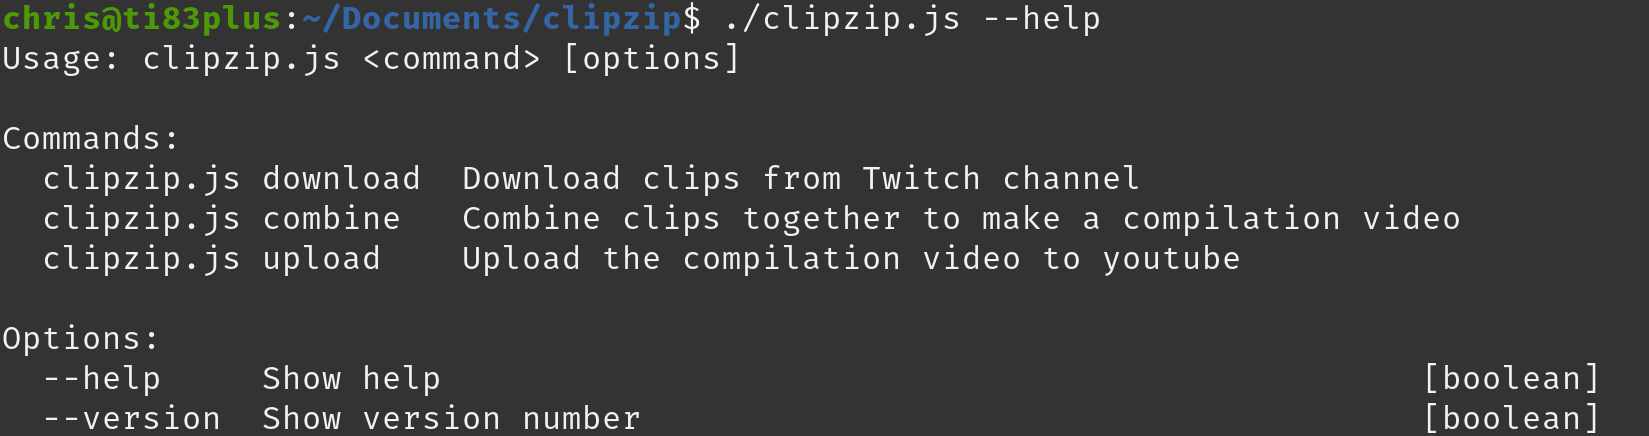 chris@ti83plus:~/Documents/clipzip$ ./clipzip.js --help
Usage: clipzip.js <command> [options]

Commands:
  clipzip.js download  Download clips from Twitch channel
  clipzip.js combine   Combine clips together to make a compilation video
  clipzip.js upload    Upload the compilation video to youtube

Options:
  --help     Show help                                                 [boolean]
  --version  Show version number                                       [boolean]